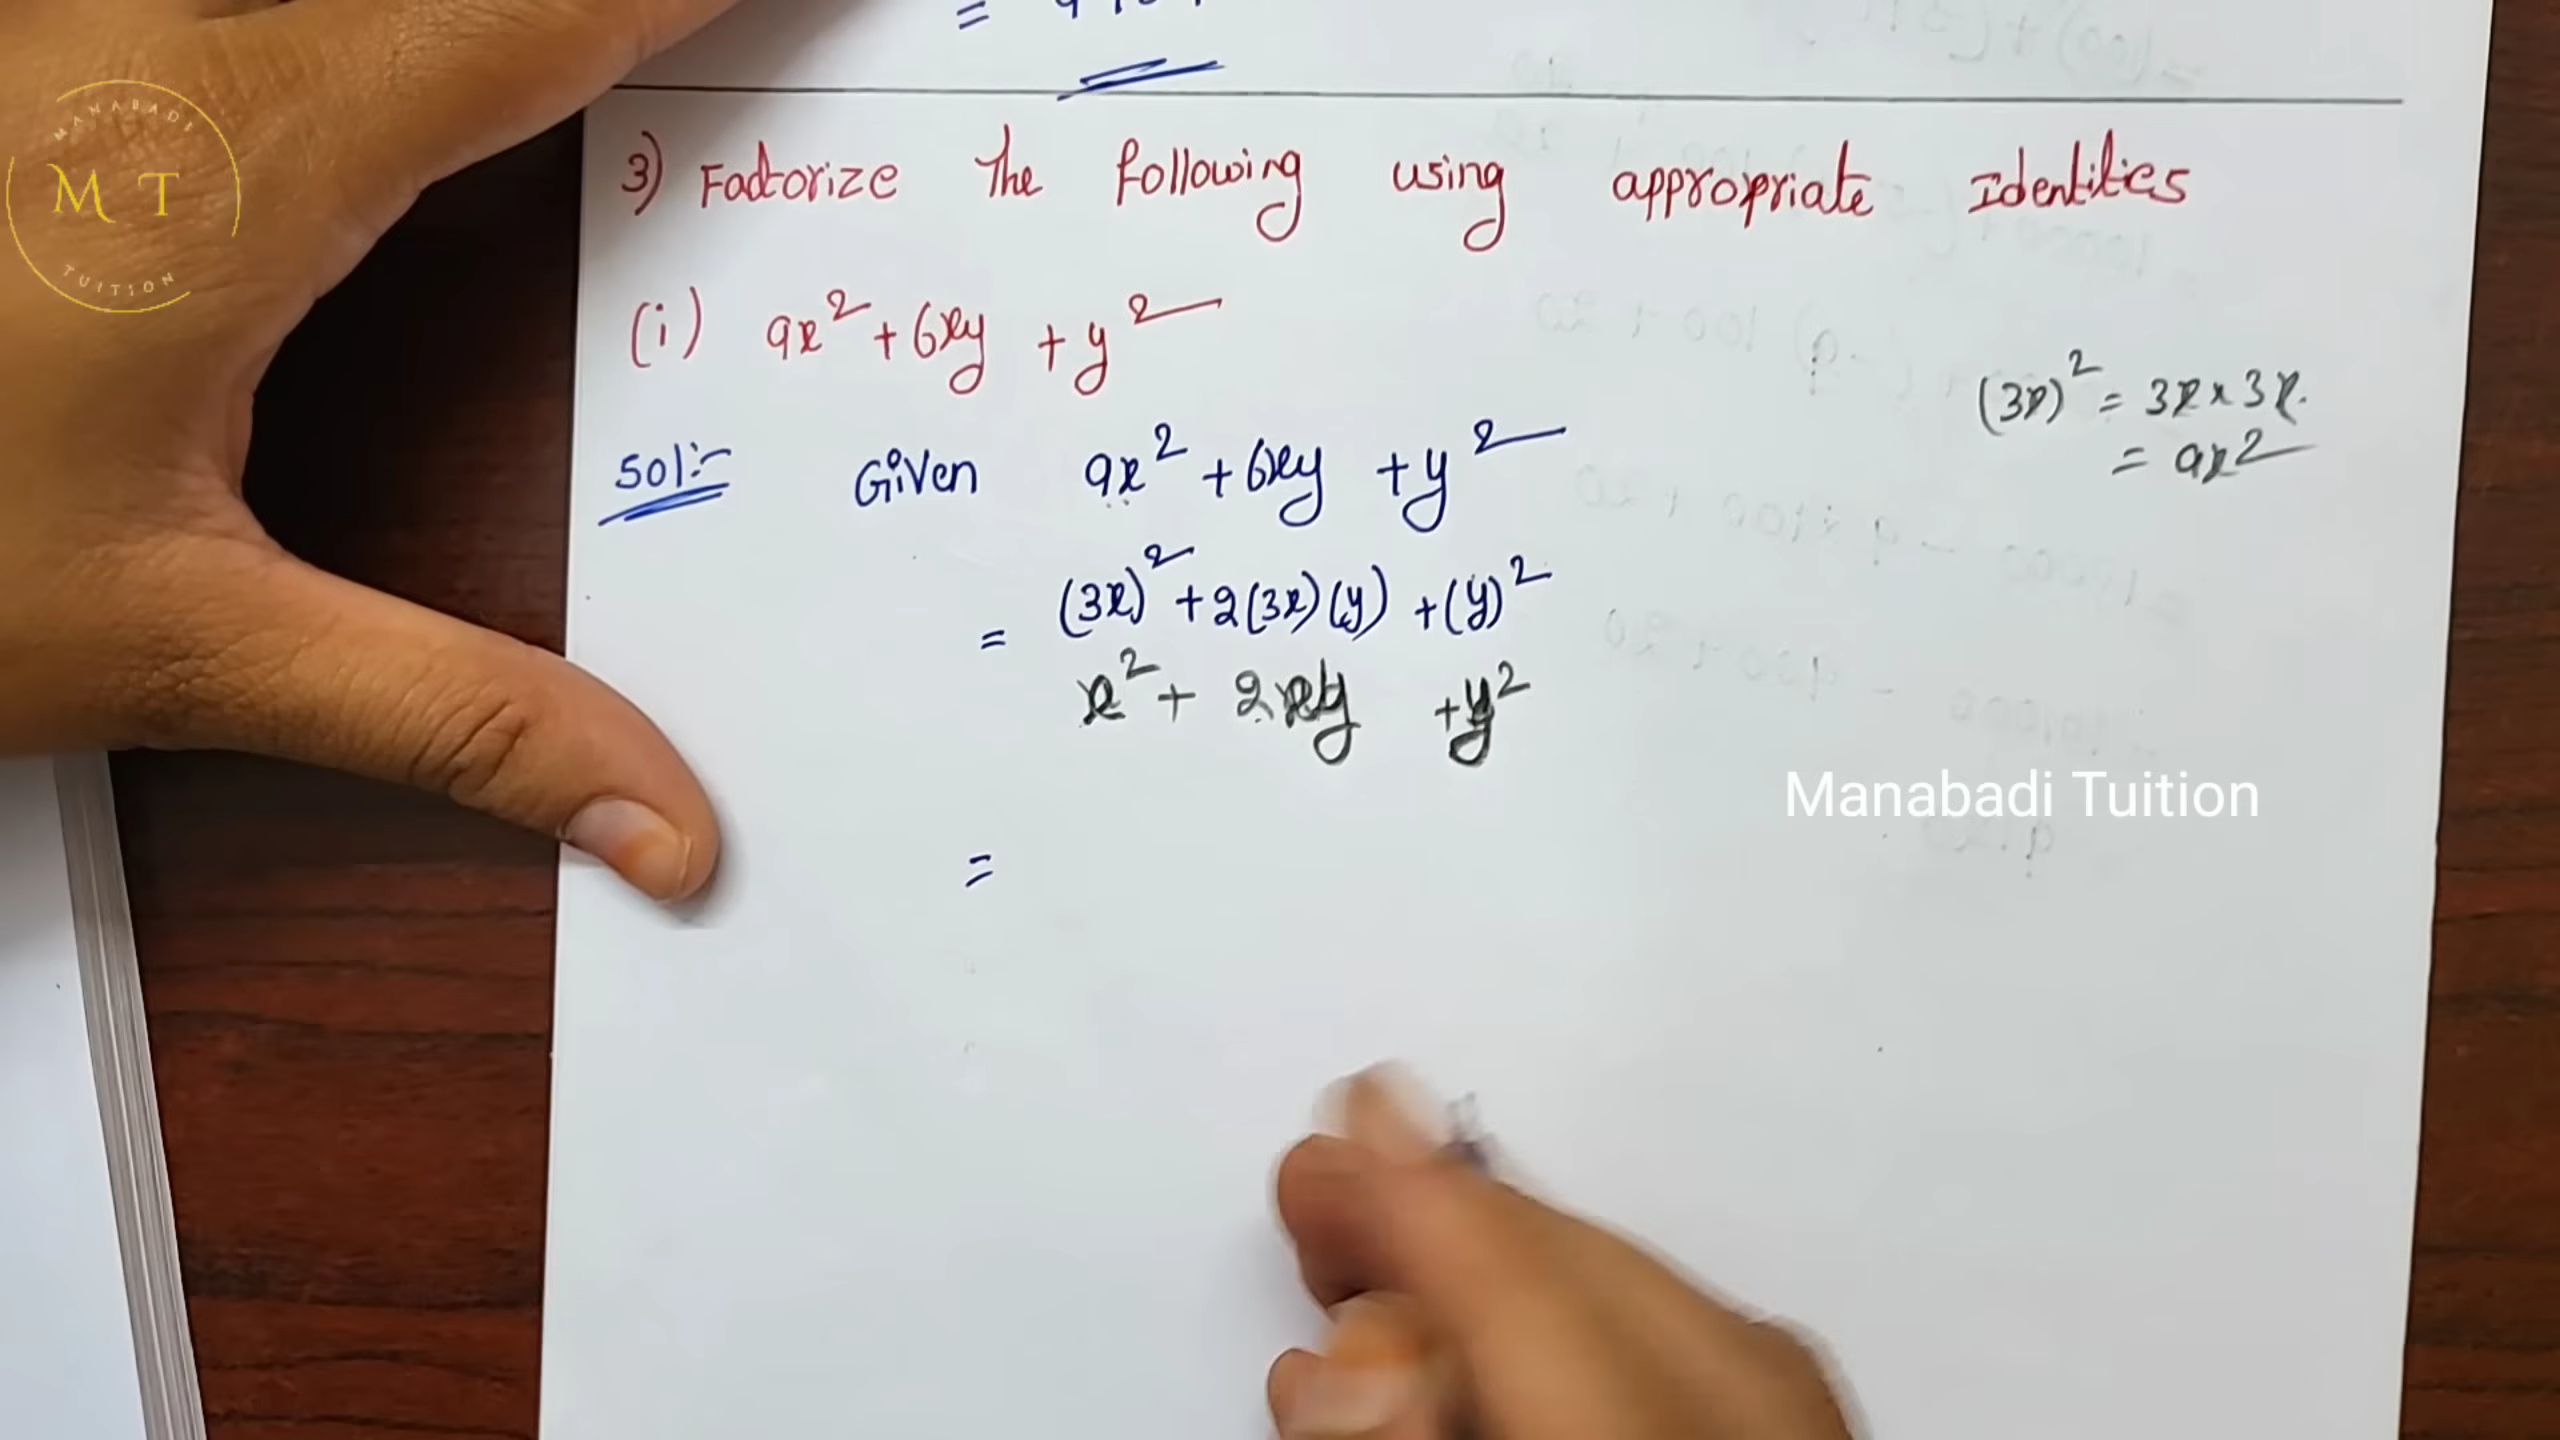 MANABADI
M T
TUITION
3) Factorize The following using appropriate Identities
(i) 9x² + 6xy + y²
Sol:- Given 9x² + 6xy + y²
(3x)² = 3x × 3x.
= 9x²
= (3x)² + 2(3x)(y) + (y)²
x² + 2xy + y²
Manabadi Tuition
=